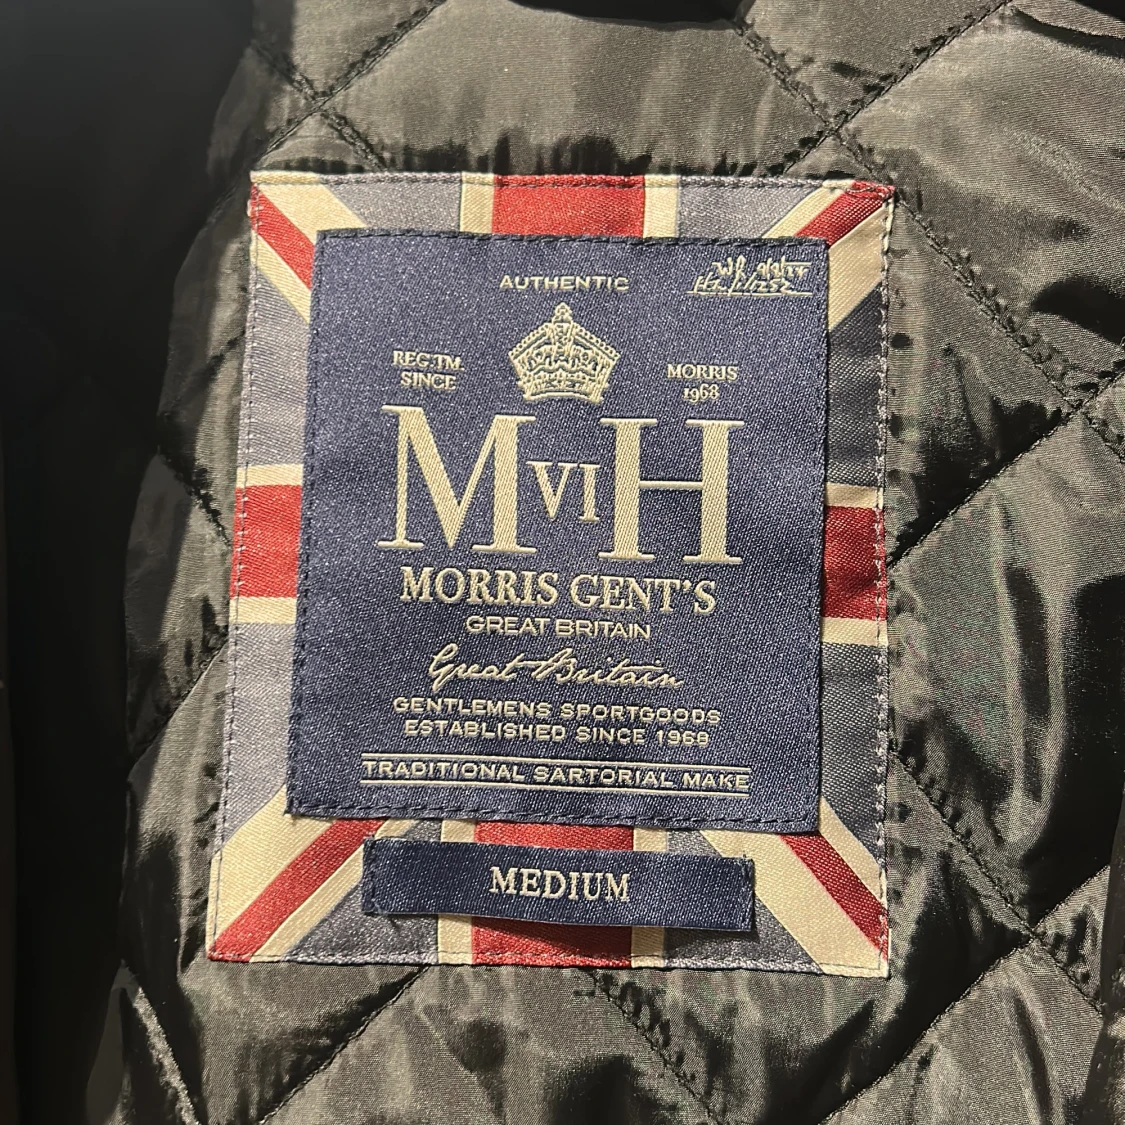 AUTHENTIC
REG.TM.
SINCE
MORRIS
1968
M VI H
MORRIS GENT'S
GREAT BRITAIN
Great Britain
GENTLEMENS SPORTGOODS
ESTABLISHED SINCE 1968
TRADITIONAL SARTORIAL MAKE
MEDIUM